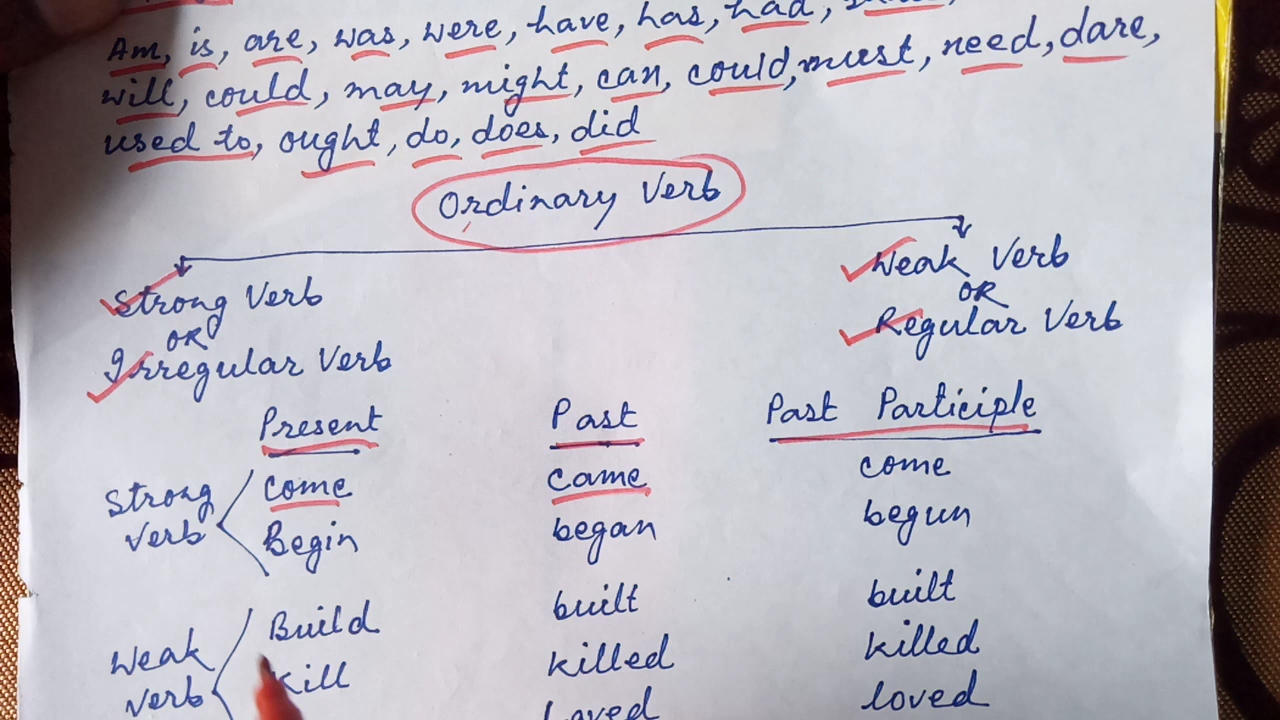 Am, is, are, was, were, have, has, had,
will, could, may, might, can, could, must, need, dare,
used to, ought, do, does, did
Ordinary Verb
Strong Verb
OR
Irregular Verb
Weak Verb
OR
Regular Verb
Present Past Past Participle
Strong Verb
come came come
Begin began begun
Weak Verb
Build built built
Kill killed killed
Loved loved